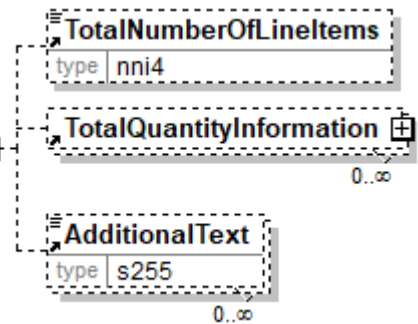 TotalNumberOfLineItems
type nni4
TotalQuantityInformation
0..∞
AdditionalText
type s255
0..∞